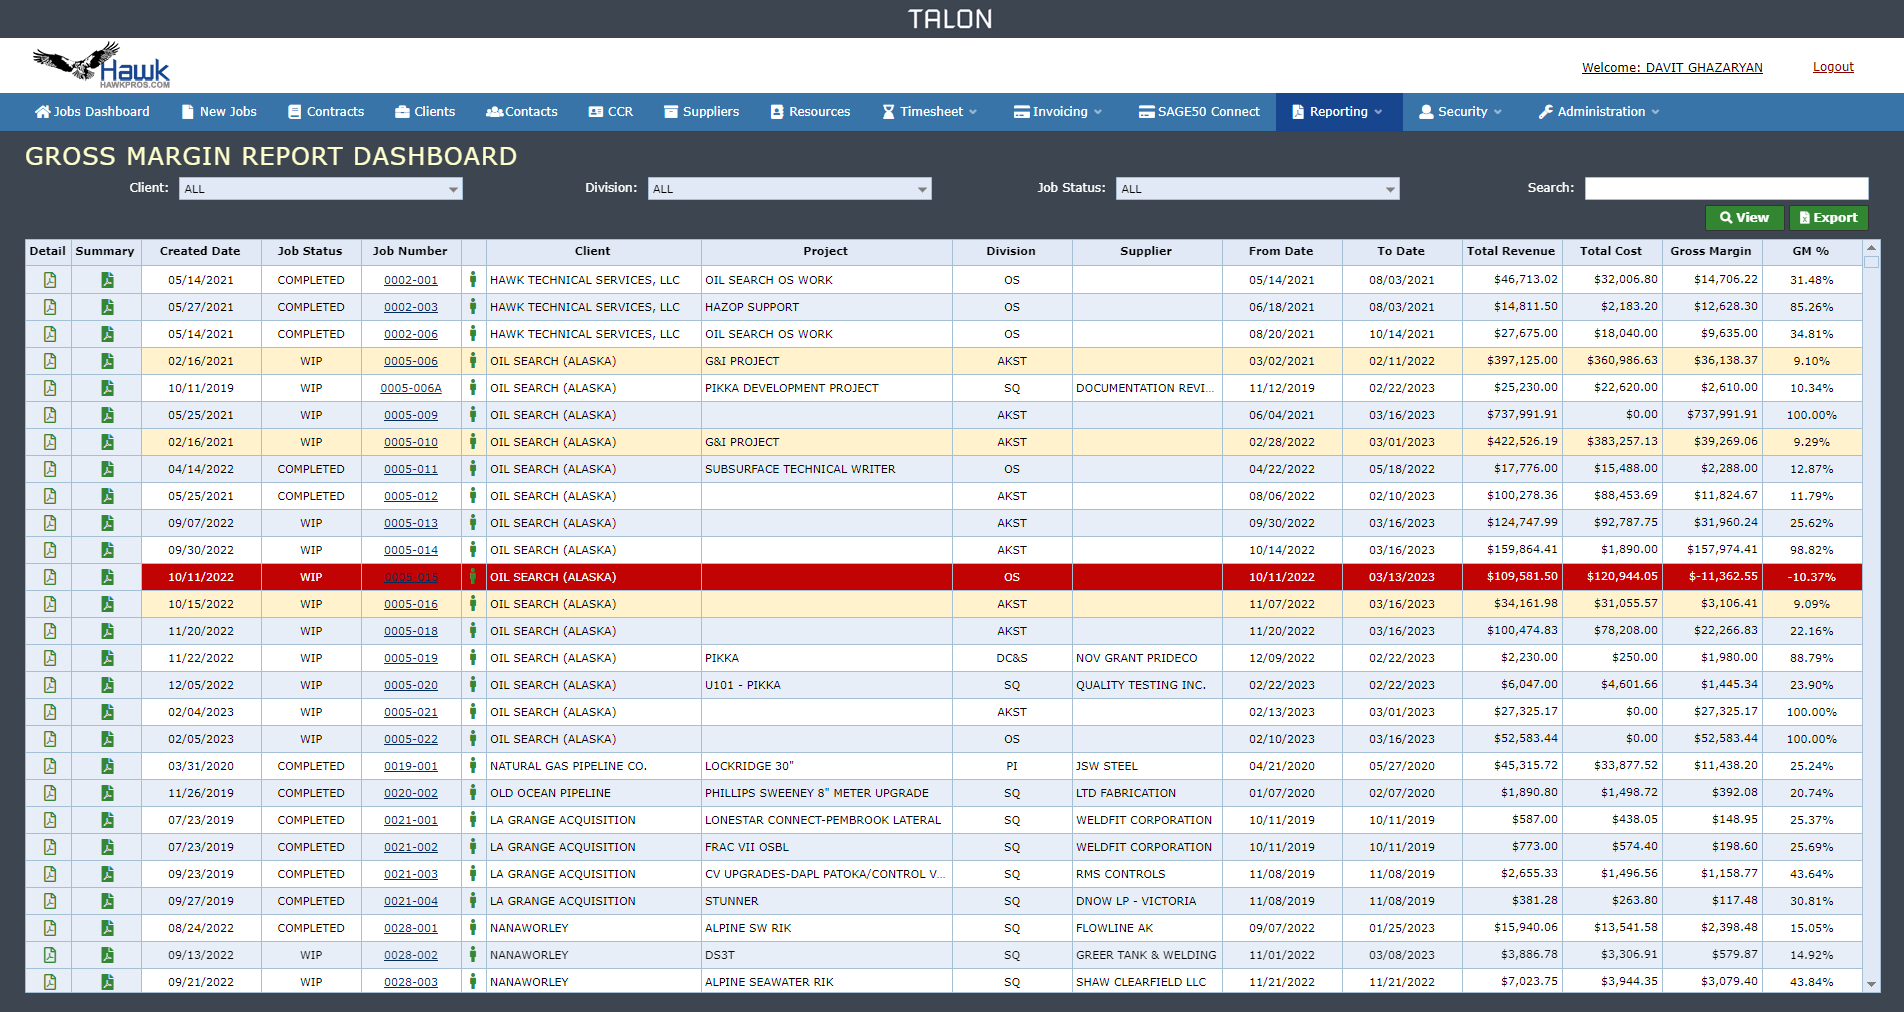 TALON
Hawk
HAWKPROS.COM
Welcome: DAVIT GHAZARYAN Logout
Jobs Dashboard New Jobs Contracts Clients Contacts CCR Suppliers Resources Timesheet Invoicing SAGE50 Connect Reporting Security Administration
GROSS MARGIN REPORT DASHBOARD
Client: ALL Division: ALL Job Status: ALL Search:
View Export
Detail Summary Created Date Job Status Job Number Client Project Division Supplier From Date To Date Total Revenue Total Cost Gross Margin GM %
05/14/2021 COMPLETED 0002-001 HAWK TECHNICAL SERVICES, LLC OIL SEARCH OS WORK OS 05/14/2021 08/03/2021 $46,713.02 $32,006.80 $14,706.22 31.48%
05/27/2021 COMPLETED 0002-003 HAWK TECHNICAL SERVICES, LLC HAZOP SUPPORT OS 06/18/2021 08/03/2021 $14,811.50 $2,183.20 $12,628.30 85.26%
05/14/2021 COMPLETED 0002-006 HAWK TECHNICAL SERVICES, LLC OIL SEARCH OS WORK OS 08/20/2021 10/14/2021 $27,675.00 $18,040.00 $9,635.00 34.81%
02/16/2021 WIP 0005-006 OIL SEARCH (ALASKA) G&I PROJECT AKST 03/02/2021 02/11/2022 $397,125.00 $360,986.63 $36,138.37 9.10%
10/11/2019 WIP 0005-006A OIL SEARCH (ALASKA) PIKKA DEVELOPMENT PROJECT SQ DOCUMENTATION REVI... 11/12/2019 02/22/2023 $25,230.00 $22,620.00 $2,610.00 10.34%
05/25/2021 WIP 0005-009 OIL SEARCH (ALASKA) AKST 06/04/2021 03/16/2023 $737,991.91 $0.00 $737,991.91 100.00%
02/16/2021 WIP 0005-010 OIL SEARCH (ALASKA) G&I PROJECT AKST 02/28/2022 03/01/2023 $422,526.19 $383,257.13 $39,269.06 9.29%
04/14/2022 COMPLETED 0005-011 OIL SEARCH (ALASKA) SUBSURFACE TECHNICAL WRITER OS 04/22/2022 05/18/2022 $17,776.00 $15,488.00 $2,288.00 12.87%
05/25/2021 COMPLETED 0005-012 OIL SEARCH (ALASKA) AKST 08/06/2022 02/10/2023 $100,278.36 $88,453.69 $11,824.67 11.79%
09/07/2022 WIP 0005-013 OIL SEARCH (ALASKA) AKST 09/30/2022 03/16/2023 $124,747.99 $92,787.75 $31,960.24 25.62%
09/30/2022 WIP 0005-014 OIL SEARCH (ALASKA) AKST 10/14/2022 03/16/2023 $159,864.41 $1,890.00 $157,974.41 98.82%
10/11/2022 WIP 0005-015 OIL SEARCH (ALASKA) OS 10/11/2022 03/13/2023 $109,581.50 $120,944.05 $-11,362.55 -10.37%
10/15/2022 WIP 0005-016 OIL SEARCH (ALASKA) AKST 11/07/2022 03/16/2023 $34,161.98 $31,055.57 $3,106.41 9.09%
11/20/2022 WIP 0005-018 OIL SEARCH (ALASKA) AKST 11/20/2022 03/16/2023 $100,474.83 $78,208.00 $22,266.83 22.16%
11/22/2022 WIP 0005-019 OIL SEARCH (ALASKA) PIKKA DC&S NOV GRANT PRIDECO 12/09/2022 02/22/2023 $2,230.00 $250.00 $1,980.00 88.79%
12/05/2022 WIP 0005-020 OIL SEARCH (ALASKA) U101 - PIKKA SQ QUALITY TESTING INC. 02/22/2023 02/22/2023 $6,047.00 $4,601.66 $1,445.34 23.90%
02/04/2023 WIP 0005-021 OIL SEARCH (ALASKA) AKST 02/13/2023 03/01/2023 $27,325.17 $0.00 $27,325.17 100.00%
02/05/2023 WIP 0005-022 OIL SEARCH (ALASKA) OS 02/10/2023 03/16/2023 $52,583.44 $0.00 $52,583.44 100.00%
03/31/2020 COMPLETED 0019-001 NATURAL GAS PIPELINE CO. LOCKRIDGE 30" PI JSW STEEL 04/21/2020 05/27/2020 $45,315.72 $33,877.52 $11,438.20 25.24%
11/26/2019 COMPLETED 0020-002 OLD OCEAN PIPELINE PHILLIPS SWEENEY 8" METER UPGRADE SQ LTD FABRICATION 01/07/2020 02/07/2020 $1,890.80 $1,498.72 $392.08 20.74%
07/23/2019 COMPLETED 0021-001 LA GRANGE ACQUISITION LONESTAR CONNECT-PEMBROOK LATERAL SQ WELDFIT CORPORATION 10/11/2019 10/11/2019 $587.00 $438.05 $148.95 25.37%
07/23/2019 COMPLETED 0021-002 LA GRANGE ACQUISITION FRAC VII OSBL SQ WELDFIT CORPORATION 10/11/2019 10/11/2019 $773.00 $574.40 $198.60 25.69%
09/23/2019 COMPLETED 0021-003 LA GRANGE ACQUISITION CV UPGRADES-DAPL PATOKA/CONTROL V... SQ RMS CONTROLS 11/08/2019 11/08/2019 $2,655.33 $1,496.56 $1,158.77 43.64%
09/27/2019 COMPLETED 0021-004 LA GRANGE ACQUISITION STUNNER SQ DNOW LP - VICTORIA 11/08/2019 11/08/2019 $381.28 $263.80 $117.48 30.81%
08/24/2022 COMPLETED 0028-001 NANAWORLEY ALPINE SW RIK SQ FLOWLINE AK 09/07/2022 01/25/2023 $15,940.06 $13,541.58 $2,398.48 15.05%
09/13/2022 WIP 0028-002 NANAWORLEY DS3T SQ GREER TANK & WELDING 11/01/2022 03/08/2023 $3,886.78 $3,306.91 $579.87 14.92%
09/21/2022 WIP 0028-003 NANAWORLEY ALPINE SEAWATER RIK SQ SHAW CLEARFIELD LLC 11/21/2022 11/21/2022 $7,023.75 $3,944.35 $3,079.40 43.84%